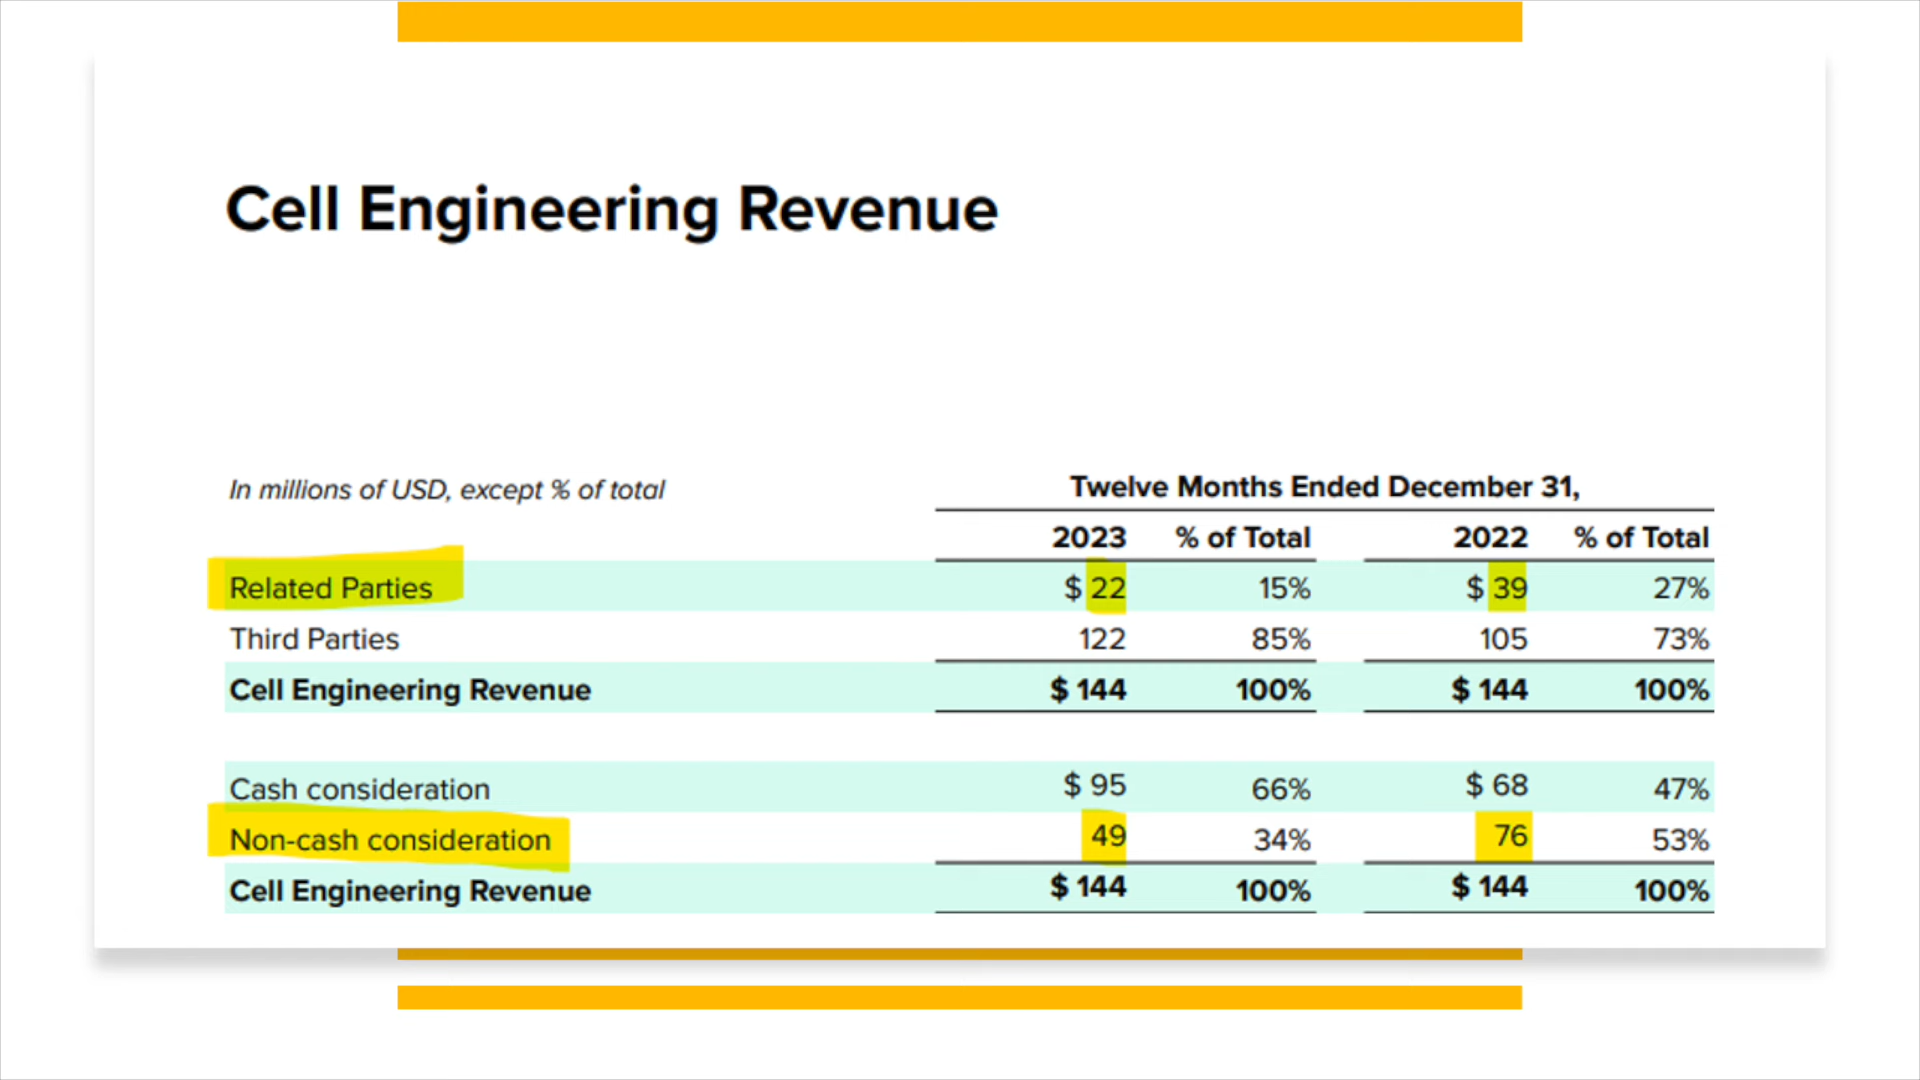 Cell Engineering Revenue
In millions of USD, except % of total
Twelve Months Ended December 31,
2023 % of Total 2022 % of Total
Related Parties $ 22 15% $ 39 27%
Third Parties 122 85% 105 73%
Cell Engineering Revenue $ 144 100% $ 144 100%
Cash consideration $ 95 66% $ 68 47%
Non-cash consideration 49 34% 76 53%
Cell Engineering Revenue $ 144 100% $ 144 100%